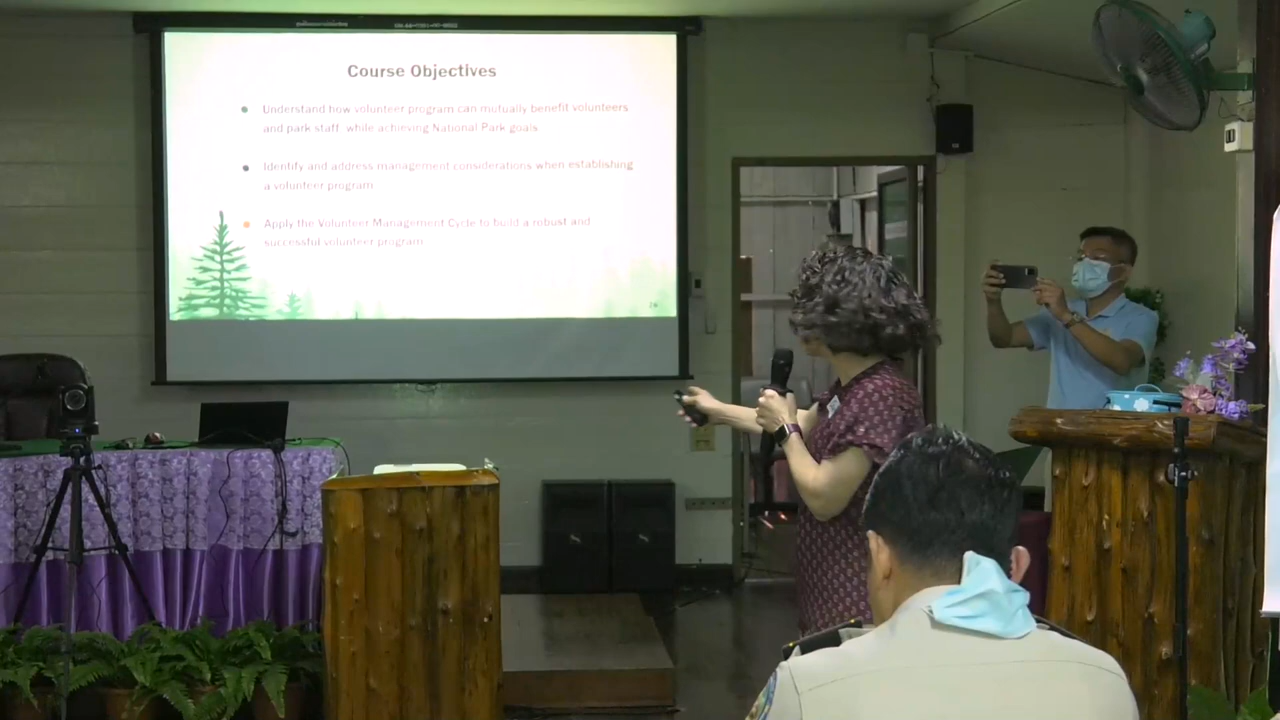 Course Objectives
Understand how volunteer program can mutually benefit volunteers
and park staff while achieving National Park goals
Identify and address management considerations when establishing
a volunteer program
Apply the Volunteer Management Cycle to build a robust and
successful volunteer program